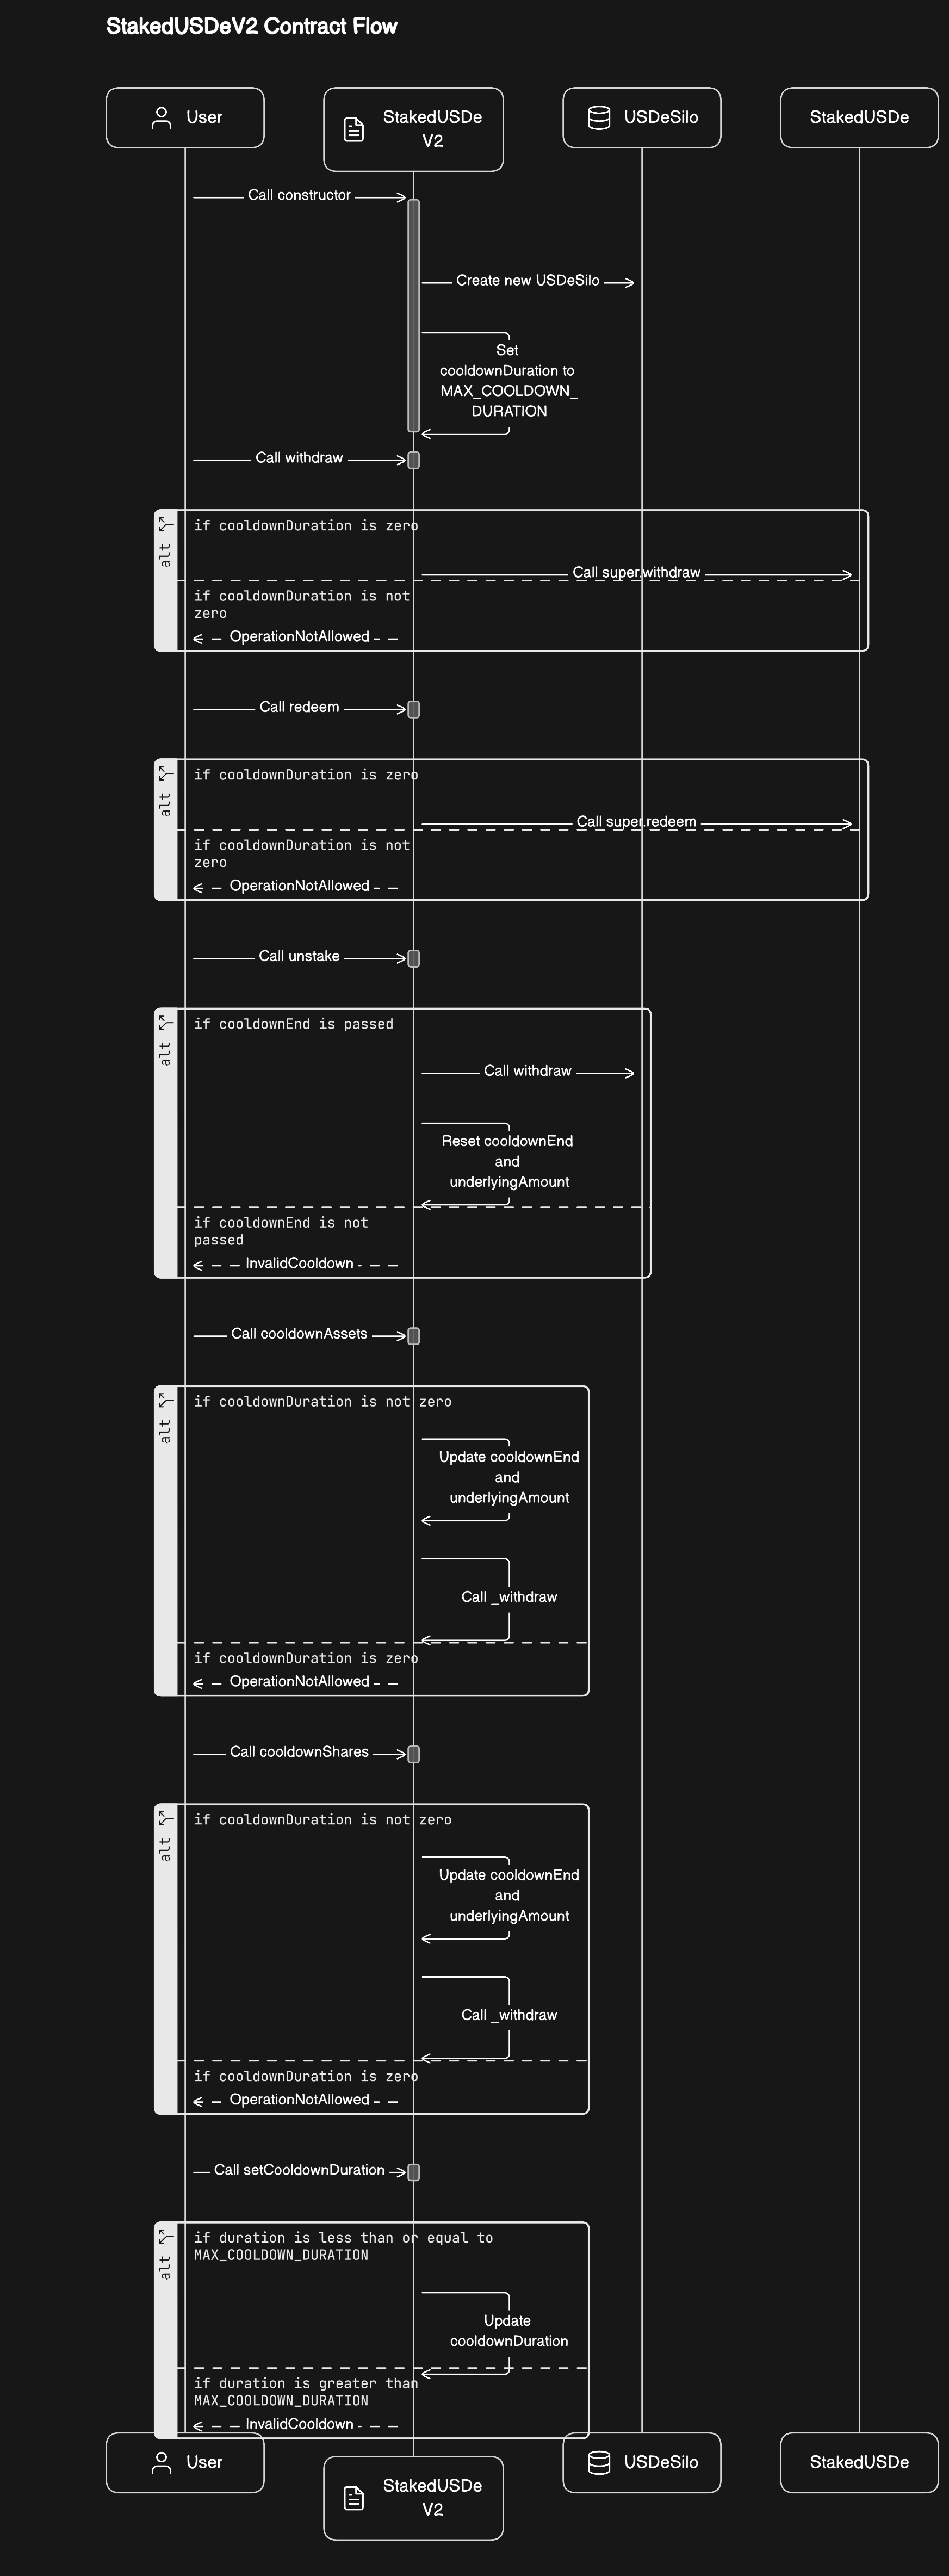 StakedUSDeV2 Contract Flow
User
StakedUSDe
V2
USDeSilo
StakedUSDe
Call constructor
Create new USDeSilo
Set
cooldownDuration to
MAX_COOLDOWN_
DURATION
Call withdraw
alt
if cooldownDuration is zero
Call super.withdraw
if cooldownDuration is not
zero
OperationNotAllowed
Call redeem
alt
if cooldownDuration is zero
Call super.redeem
if cooldownDuration is not
zero
OperationNotAllowed
Call unstake
alt
if cooldownEnd is passed
Call withdraw
Reset cooldownEnd
and
underlyingAmount
if cooldownEnd is not
passed
InvalidCooldown
Call cooldownAssets
alt
if cooldownDuration is not zero
Update cooldownEnd
and
underlyingAmount
Call _withdraw
if cooldownDuration is zero
OperationNotAllowed
Call cooldownShares
alt
if cooldownDuration is not zero
Update cooldownEnd
and
underlyingAmount
Call _withdraw
if cooldownDuration is zero
OperationNotAllowed
Call setCooldownDuration
alt
if duration is less than or equal to
MAX_COOLDOWN_DURATION
Update
cooldownDuration
if duration is greater than
MAX_COOLDOWN_DURATION
InvalidCooldown
User
StakedUSDe
V2
USDeSilo
StakedUSDe